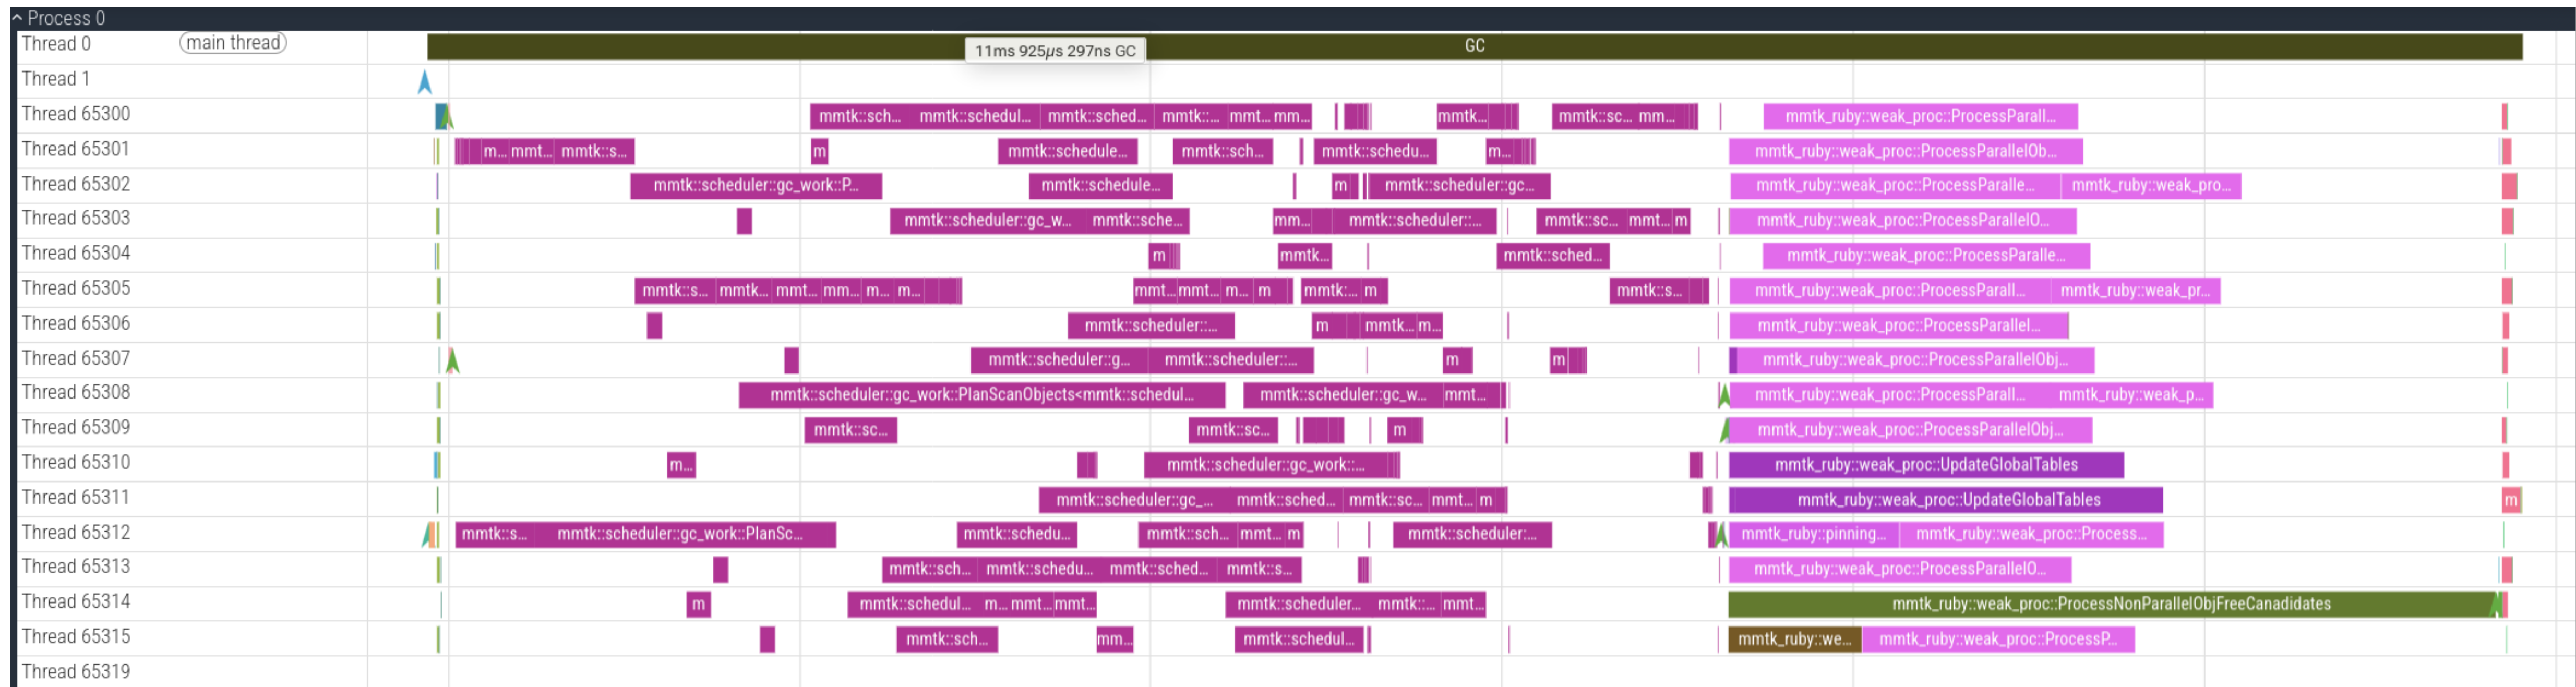 Process 0
Thread 0 main thread GC
11ms 925µs 297ns GC
Thread 1
Thread 65300 mmtk::sch... mmtk::schedul... mmtk::sched... mmtk::... mmt... mm... mmtk... mmtk::sc... mm... mmtk_ruby::weak_proc::ProcessParall...
Thread 65301 m... mmt... mmtk::s... m mmtk::schedule... mmtk::sch... mmtk::schedu... m... mmtk_ruby::weak_proc::ProcessParallelOb...
Thread 65302 mmtk::scheduler::gc_work::P... mmtk::schedule... m mmtk::scheduler::gc... mmtk_ruby::weak_proc::ProcessParalle... mmtk_ruby::weak_pro...
Thread 65303 mmtk::scheduler::gc_w... mmtk::sche... mm... mmtk::scheduler::... mmtk::sc... mmt... m mmtk_ruby::weak_proc::ProcessParallelO...
Thread 65304 m mmtk... mmtk::sched... mmtk_ruby::weak_proc::ProcessParalle...
Thread 65305 mmtk::s... mmtk... mmt... mm... m... m... mmt... mmt... m... m mmtk:... m mmtk::s... mmtk_ruby::weak_proc::ProcessParall... mmtk_ruby::weak_pr...
Thread 65306 mmtk::scheduler::... m mmtk... m... mmtk_ruby::weak_proc::ProcessParallel...
Thread 65307 mmtk::scheduler::g... mmtk::scheduler::... m m mmtk_ruby::weak_proc::ProcessParallelObj...
Thread 65308 mmtk::scheduler::gc_work::PlanScanObjects<mmtk::schedul... mmtk::scheduler::gc_w... mmt... mmtk_ruby::weak_proc::ProcessParall... mmtk_ruby::weak_p...
Thread 65309 mmtk::sc... mmtk::sc... m mmtk_ruby::weak_proc::ProcessParallelObj...
Thread 65310 m... mmtk::scheduler::gc_work::... mmtk_ruby::weak_proc::UpdateGlobalTables
Thread 65311 mmtk::scheduler::gc_... mmtk::sched... mmtk::sc... mmt... m mmtk_ruby::weak_proc::UpdateGlobalTables m
Thread 65312 mmtk::s... mmtk::scheduler::gc_work::PlanSc... mmtk::schedu... mmtk::sch... mmt... m mmtk::scheduler:... mmtk_ruby::pinning... mmtk_ruby::weak_proc::Process...
Thread 65313 mmtk::sch... mmtk::schedu... mmtk::sched... mmtk::s... mmtk_ruby::weak_proc::ProcessParallelO...
Thread 65314 m mmtk::schedul... m... mmt... mmt... mmtk::scheduler... mmtk::... mmt... mmtk_ruby::weak_proc::ProcessNonParallelObjFreeCanadidates
Thread 65315 mmtk::sch... mm... mmtk::schedul... mmtk_ruby::we... mmtk_ruby::weak_proc::ProcessP...
Thread 65319